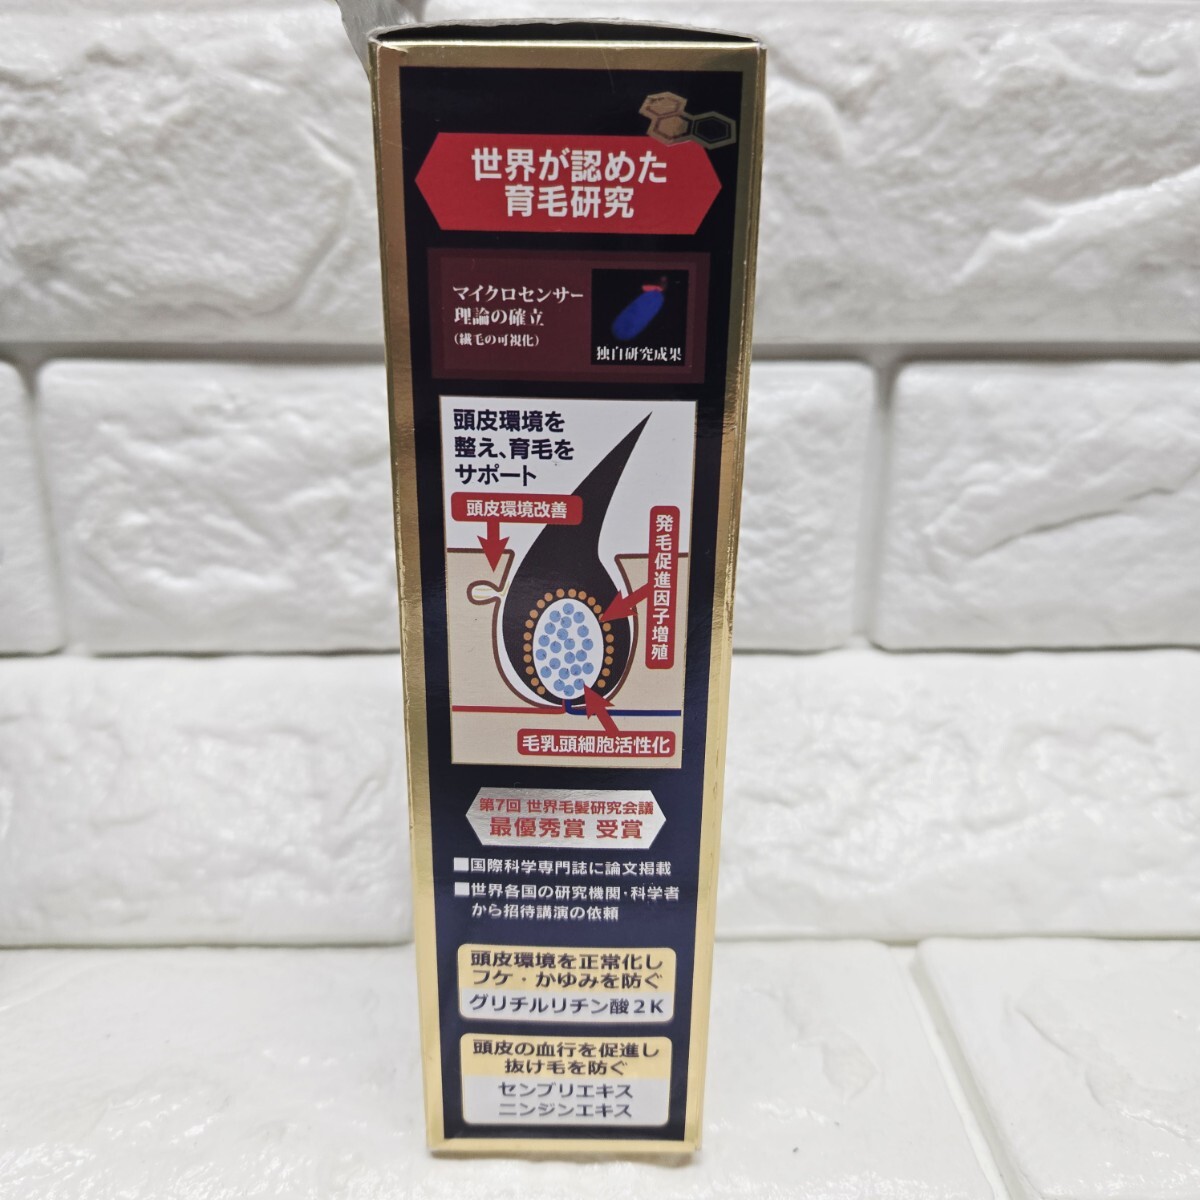 世界が認めた
育毛研究
マイクロセンサー
理論の確立
(繊毛の可視化)
独自研究成果
頭皮環境を
整え、育毛を
サポート
頭皮環境改善
発毛促進因子増殖
毛乳頭細胞活性化
第7回 世界毛髪研究会議
最優秀賞 受賞
■国際科学専門誌に論文掲載
■世界各国の研究機関・科学者
から招待講演の依頼
頭皮環境を正常化し
フケ・かゆみを防ぐ
グリチルリチン酸2K
頭皮の血行を促進し
抜け毛を防ぐ
センブリエキス
ニンジンエキス